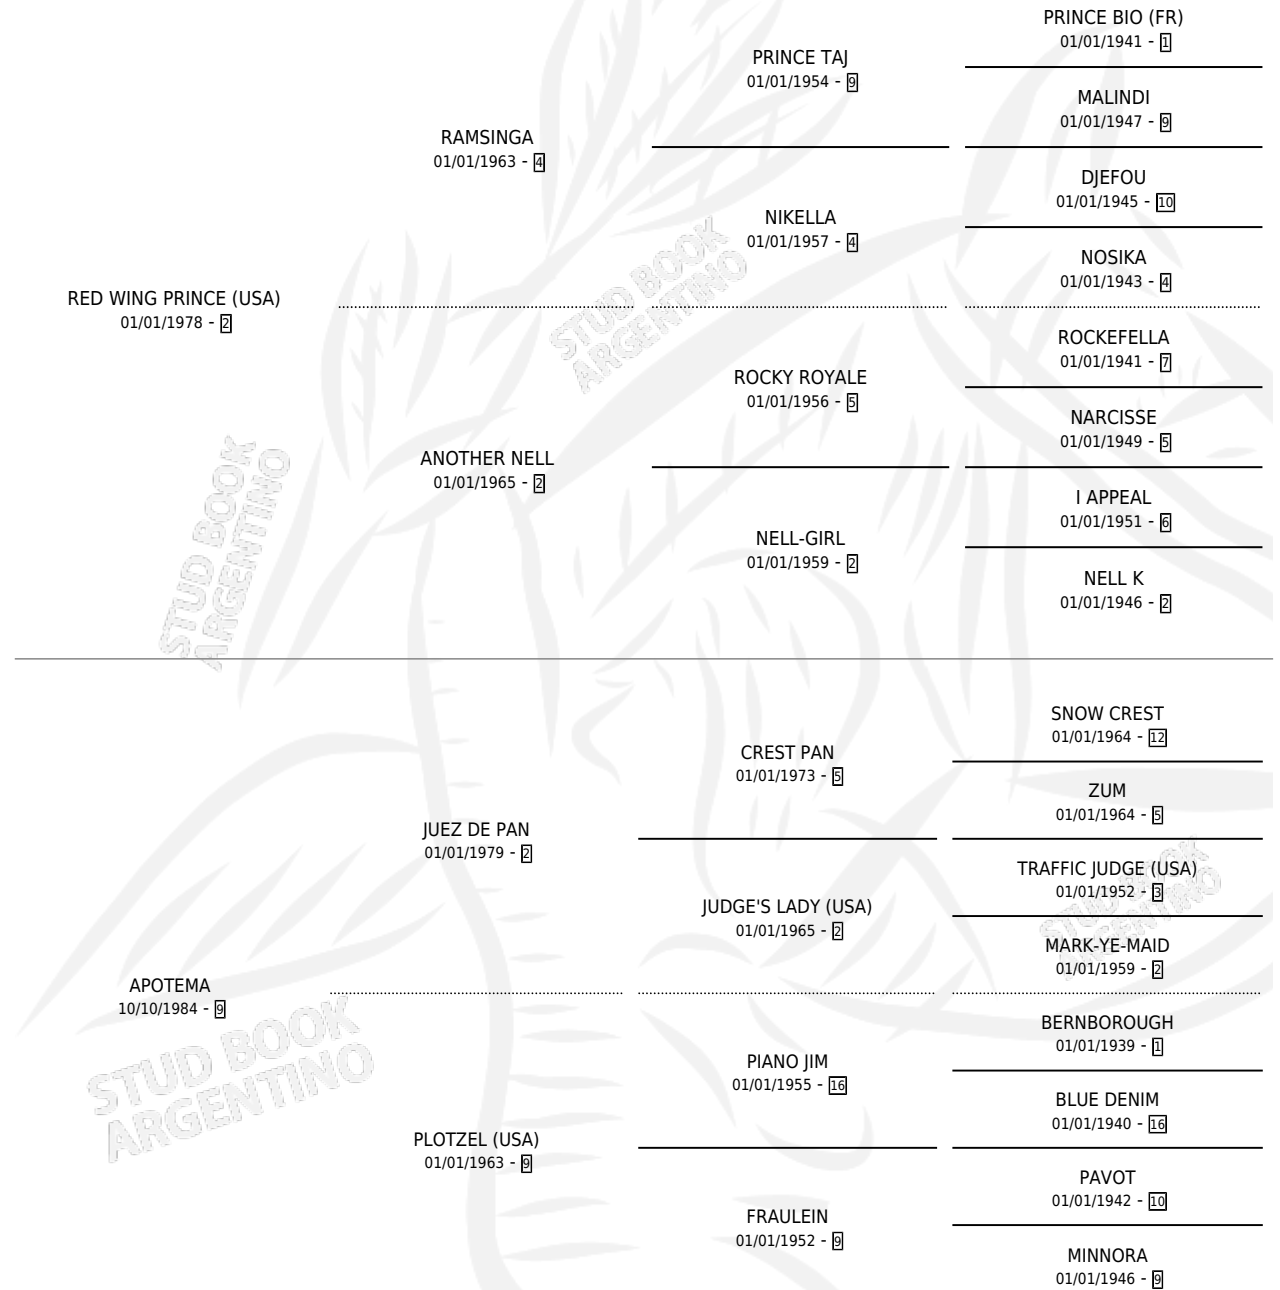 PRINCE BIO (FR)
01/01/1941 - 1
PRINCE TAJ
01/01/1954 - 9
MALINDI
01/01/1947 - 9
RAMSINGA
01/01/1963 - 4
DJEFOU
01/01/1945 - 10
NIKELLA
01/01/1957 - 4
NOSIKA
01/01/1943 - 4
RED WING PRINCE (USA)
01/01/1978 - 2
ROCKEFELLA
01/01/1941 - 7
ROCKY ROYALE
01/01/1956 - 5
NARCISSE
01/01/1949 - 5
ANOTHER NELL
01/01/1965 - 2
I APPEAL
01/01/1951 - 6
NELL-GIRL
01/01/1959 - 2
NELL K
01/01/1946 - 2
SNOW CREST
01/01/1964 - 12
CREST PAN
01/01/1973 - 5
ZUM
01/01/1964 - 5
JUEZ DE PAN
01/01/1979 - 2
TRAFFIC JUDGE (USA)
01/01/1952 - 3
JUDGE'S LADY (USA)
01/01/1965 - 2
MARK-YE-MAID
01/01/1959 - 2
APOTEMA
10/10/1984 - 9
BERNBOROUGH
01/01/1939 - 1
PIANO JIM
01/01/1955 - 16
BLUE DENIM
01/01/1940 - 16
PLOTZEL (USA)
01/01/1963 - 9
PAVOT
01/01/1942 - 10
FRAULEIN
01/01/1952 - 9
MINNORA
01/01/1946 - 9
STUD BOOK
ARGENTINO
STUD BOOK
ARGENTINO
STUD BOOK
ARGENTINO
STUD BOOK
ARGENTINO